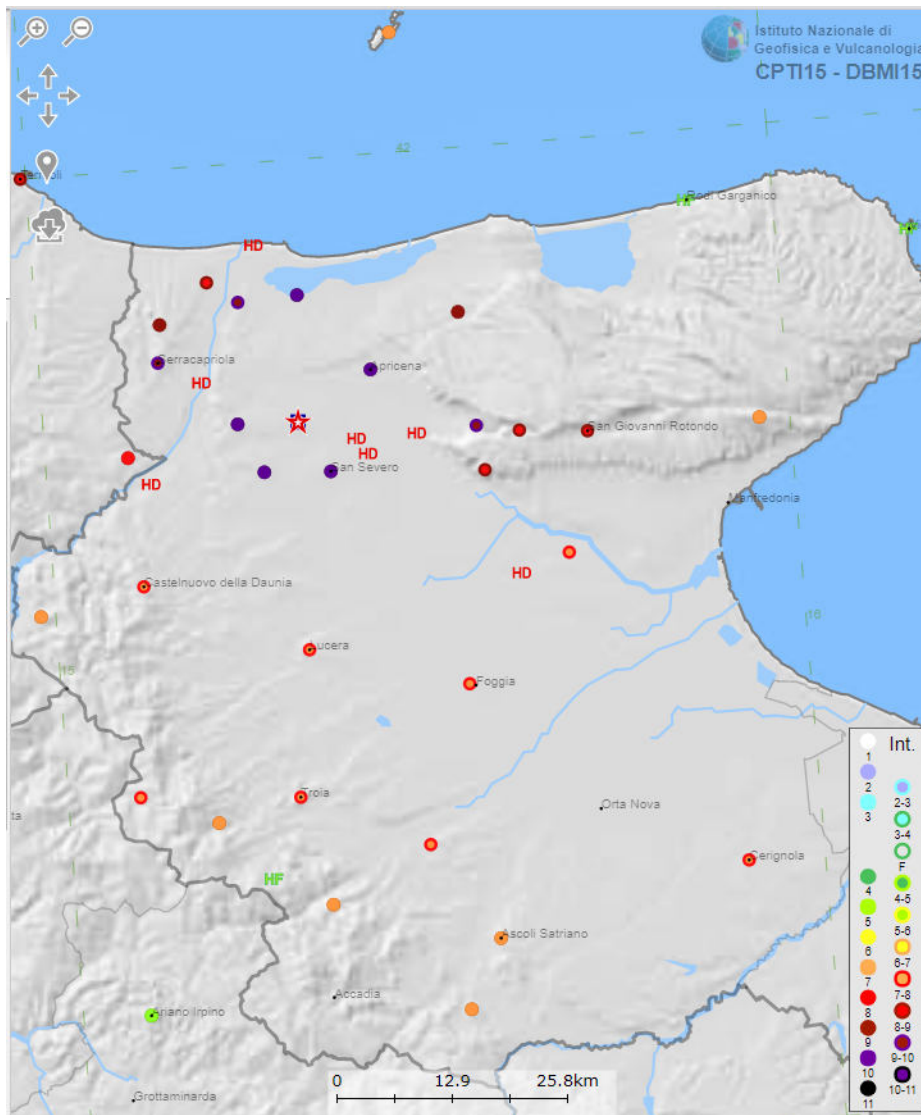 Istituto Nazionale di
Geofisica e Vulcanologia
CPTI15 - DBMI15
42
Rodi Garganico
HD
Serracapriola
Apricena
HD
San Giovanni Rotondo
HD
HD
HD
San Severo
HD
Manfredonia
HD
Castelnuovo della Daunia
16
Lucera
15
Foggia
Troia
Orta Nova
Cerignola
HF
Ascoli Satriano
Accadia
Ariano Irpino
Grottaminarda
0 12.9 25.8km
Int.
1
2
2-3
3
3-4
F
4
4-5
5
5-6
6
6-7
7
7-8
8
8-9
9
9-10
10
10-11
11